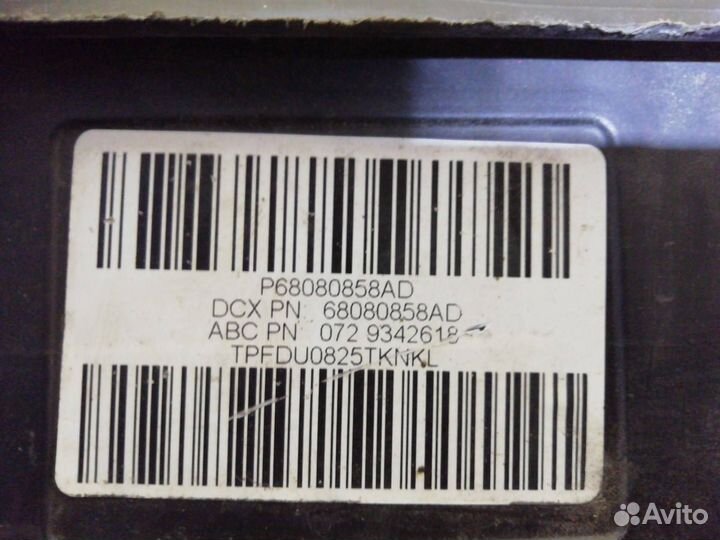 P68080858AD
DCX PN: 68080858AD
ABC PN: 072 9342618
TPFDU0825TKNKL
Avito